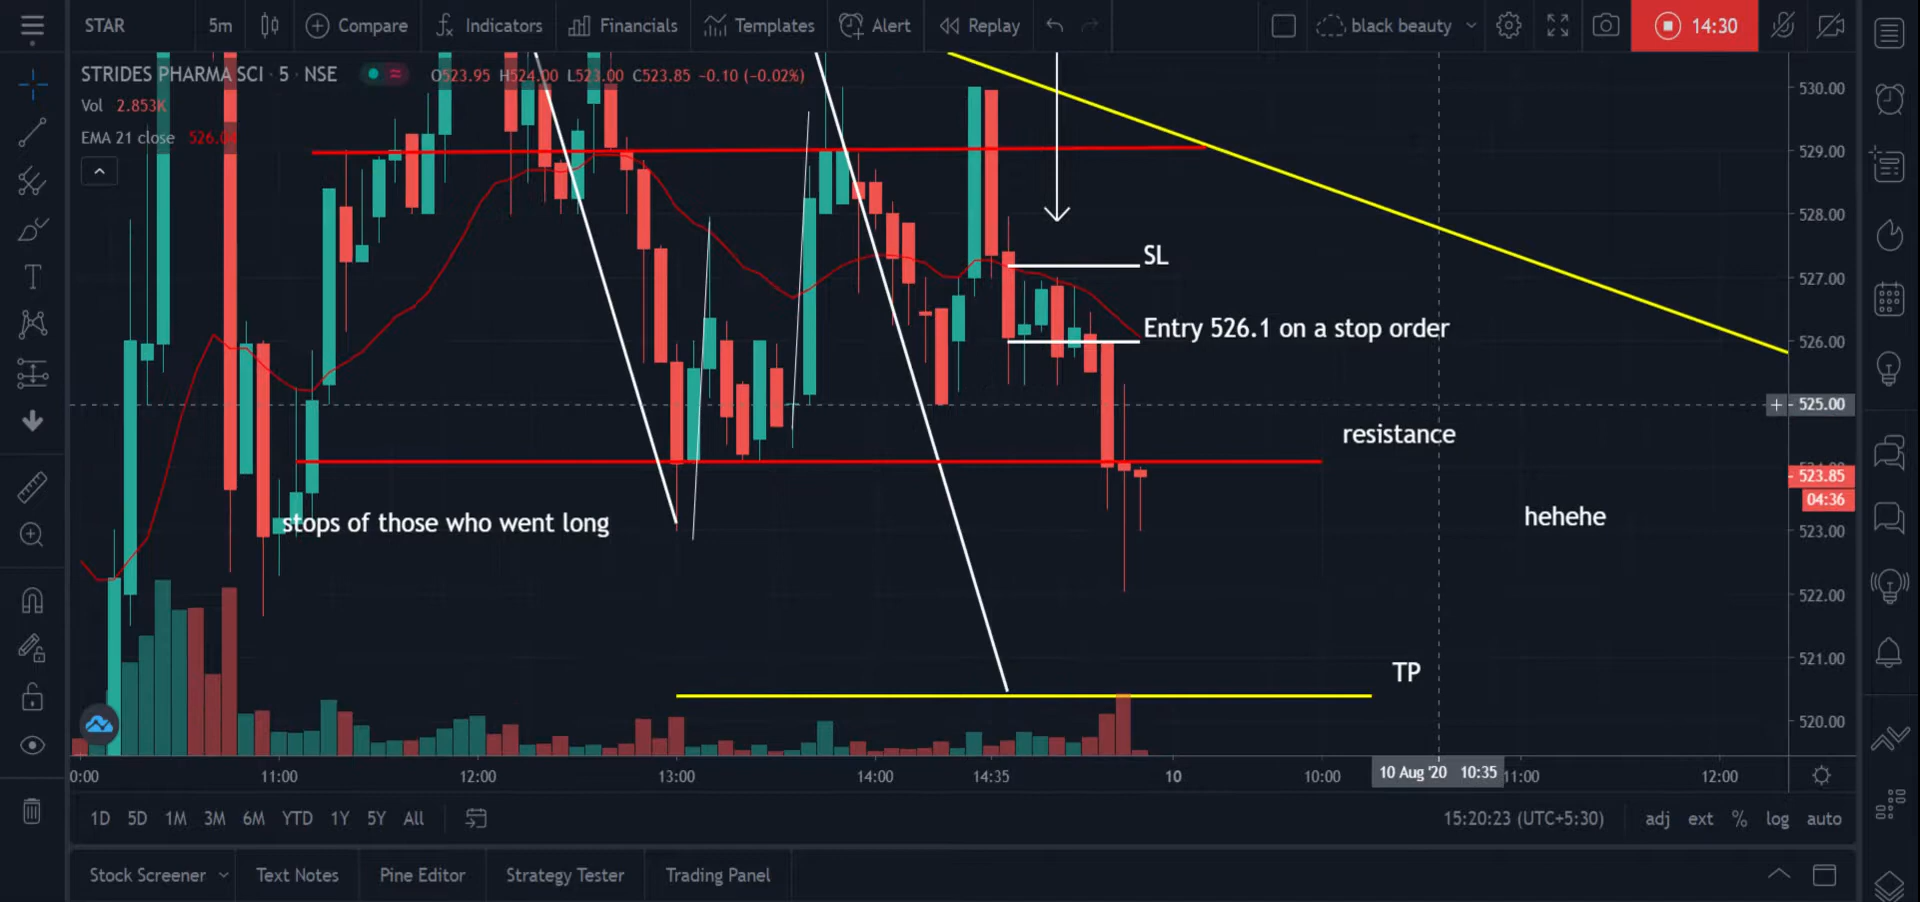 STAR 5m Compare Indicators Financials Templates Alert Replay black beauty 14:30
STRIDES PHARMA SCI · 5 · NSE O523.95 H524.00 L523.00 C523.85 −0.10 (−0.02%)
Vol 2.853K
EMA 21 close
530.00
529.00
528.00
SL
527.00
Entry 526.1 on a stop order
526.00
525.00
resistance
523.85
04:36
hehehe
stops of those who went long
523.00
522.00
521.00
TP
520.00
0:00 11:00 12:00 13:00 14:00 14:35 10 10:00 10 Aug '20 10:35 11:00 12:00
1D 5D 1M 3M 6M YTD 1Y 5Y All 15:20:23 (UTC+5:30) adj ext % log auto
Stock Screener Text Notes Pine Editor Strategy Tester Trading Panel